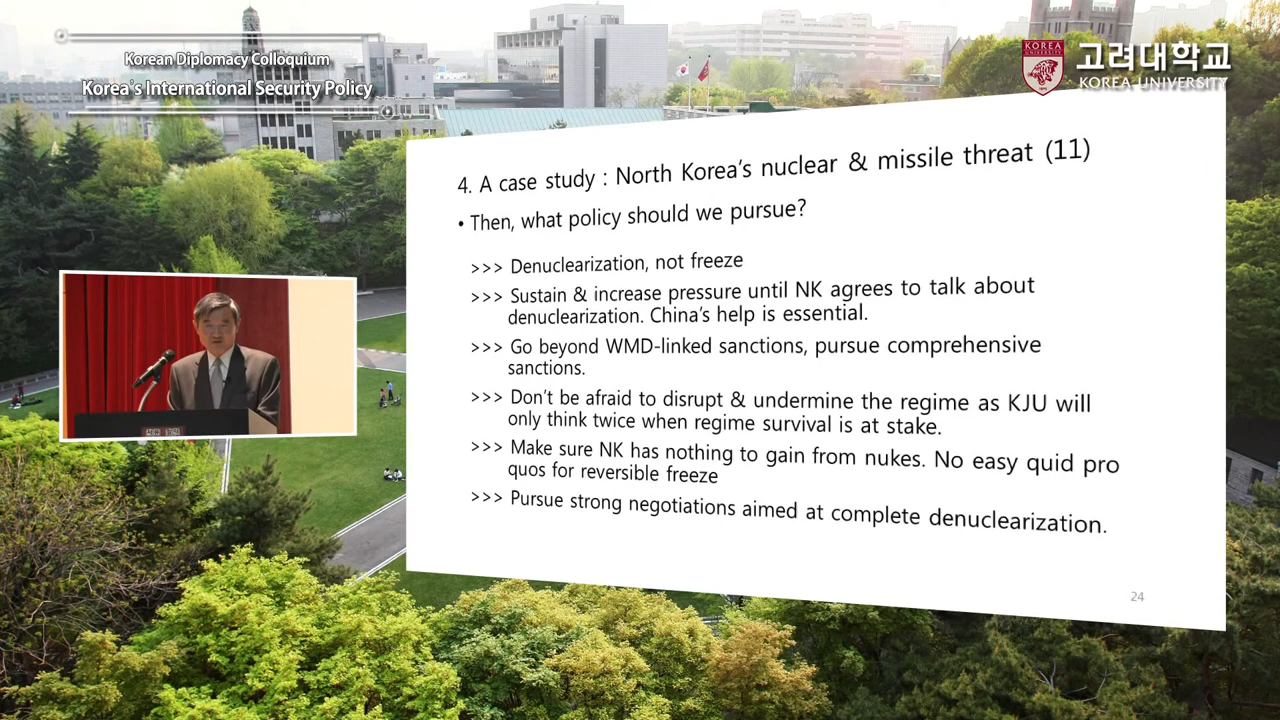 Korean Diplomacy Colloquium
Korea's International Security Policy
KOREA
UNIVERSITY
고려대학교
KOREA UNIVERSITY
4. A case study : North Korea's nuclear & missile threat (11)
• Then, what policy should we pursue?
>>> Denuclearization, not freeze
>>> Sustain & increase pressure until NK agrees to talk about
denuclearization. China's help is essential.
>>> Go beyond WMD-linked sanctions, pursue comprehensive
sanctions.
>>> Don't be afraid to disrupt & undermine the regime as KJU will
only think twice when regime survival is at stake.
>>> Make sure NK has nothing to gain from nukes. No easy quid pro
quos for reversible freeze
>>> Pursue strong negotiations aimed at complete denuclearization.
24